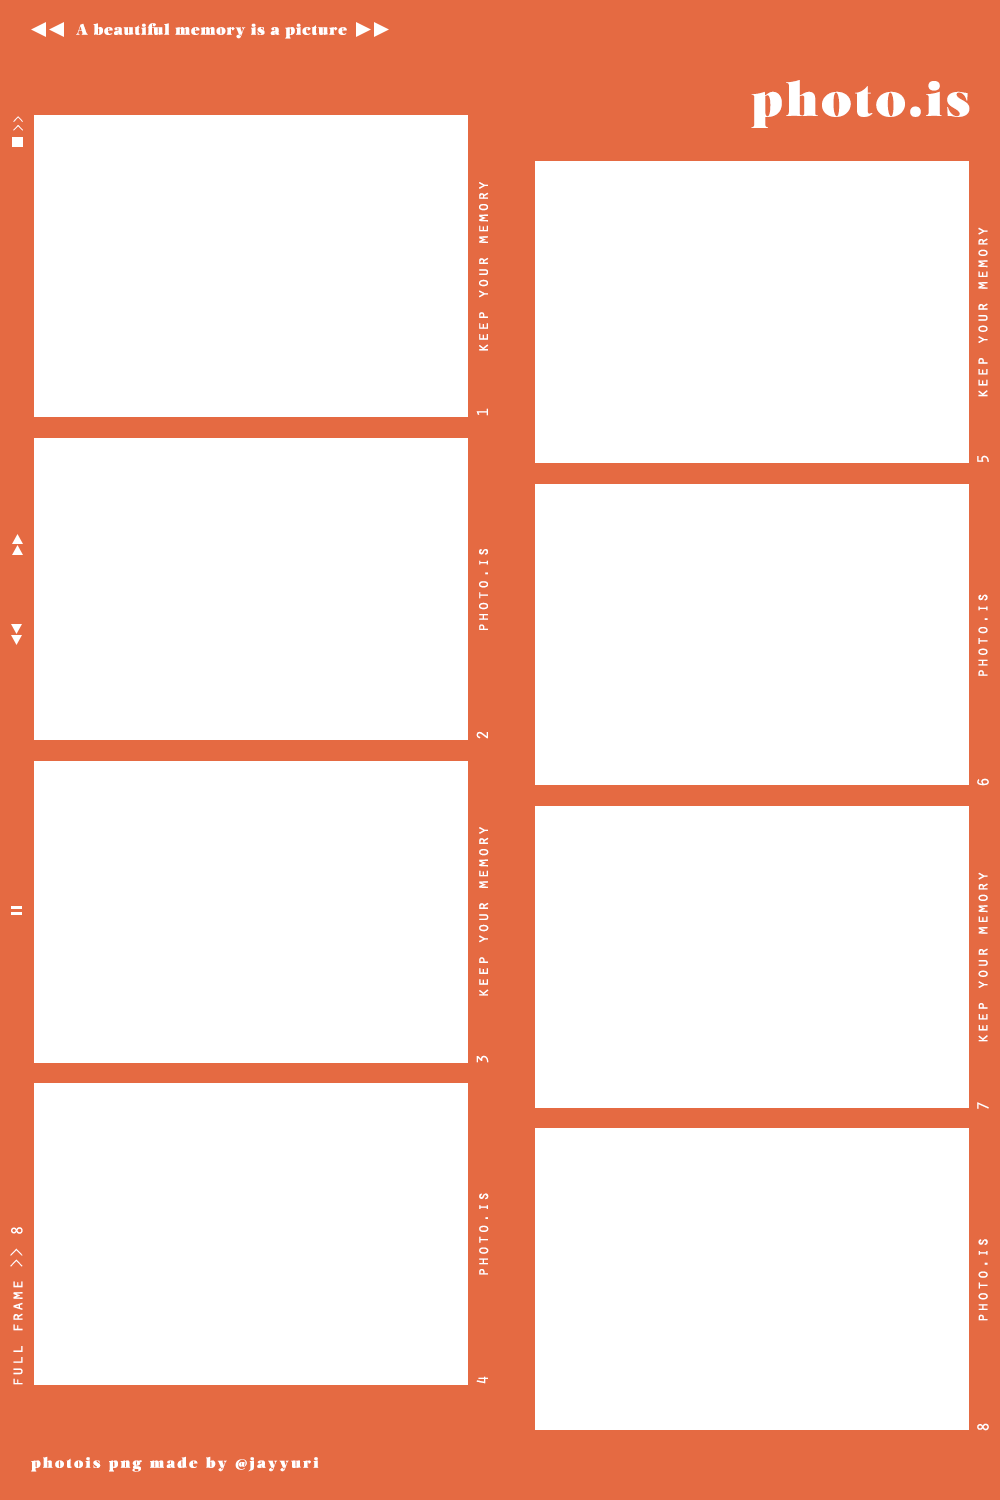 A beautiful memory is a picture
photo.is
>>
KEEP YOUR MEMORY
1
PHOTO.IS
2
KEEP YOUR MEMORY
3
PHOTO.IS
4
FULL FRAME >> 8
KEEP YOUR MEMORY
5
PHOTO.IS
6
KEEP YOUR MEMORY
7
PHOTO.IS
8
photois png made by @jayyuri